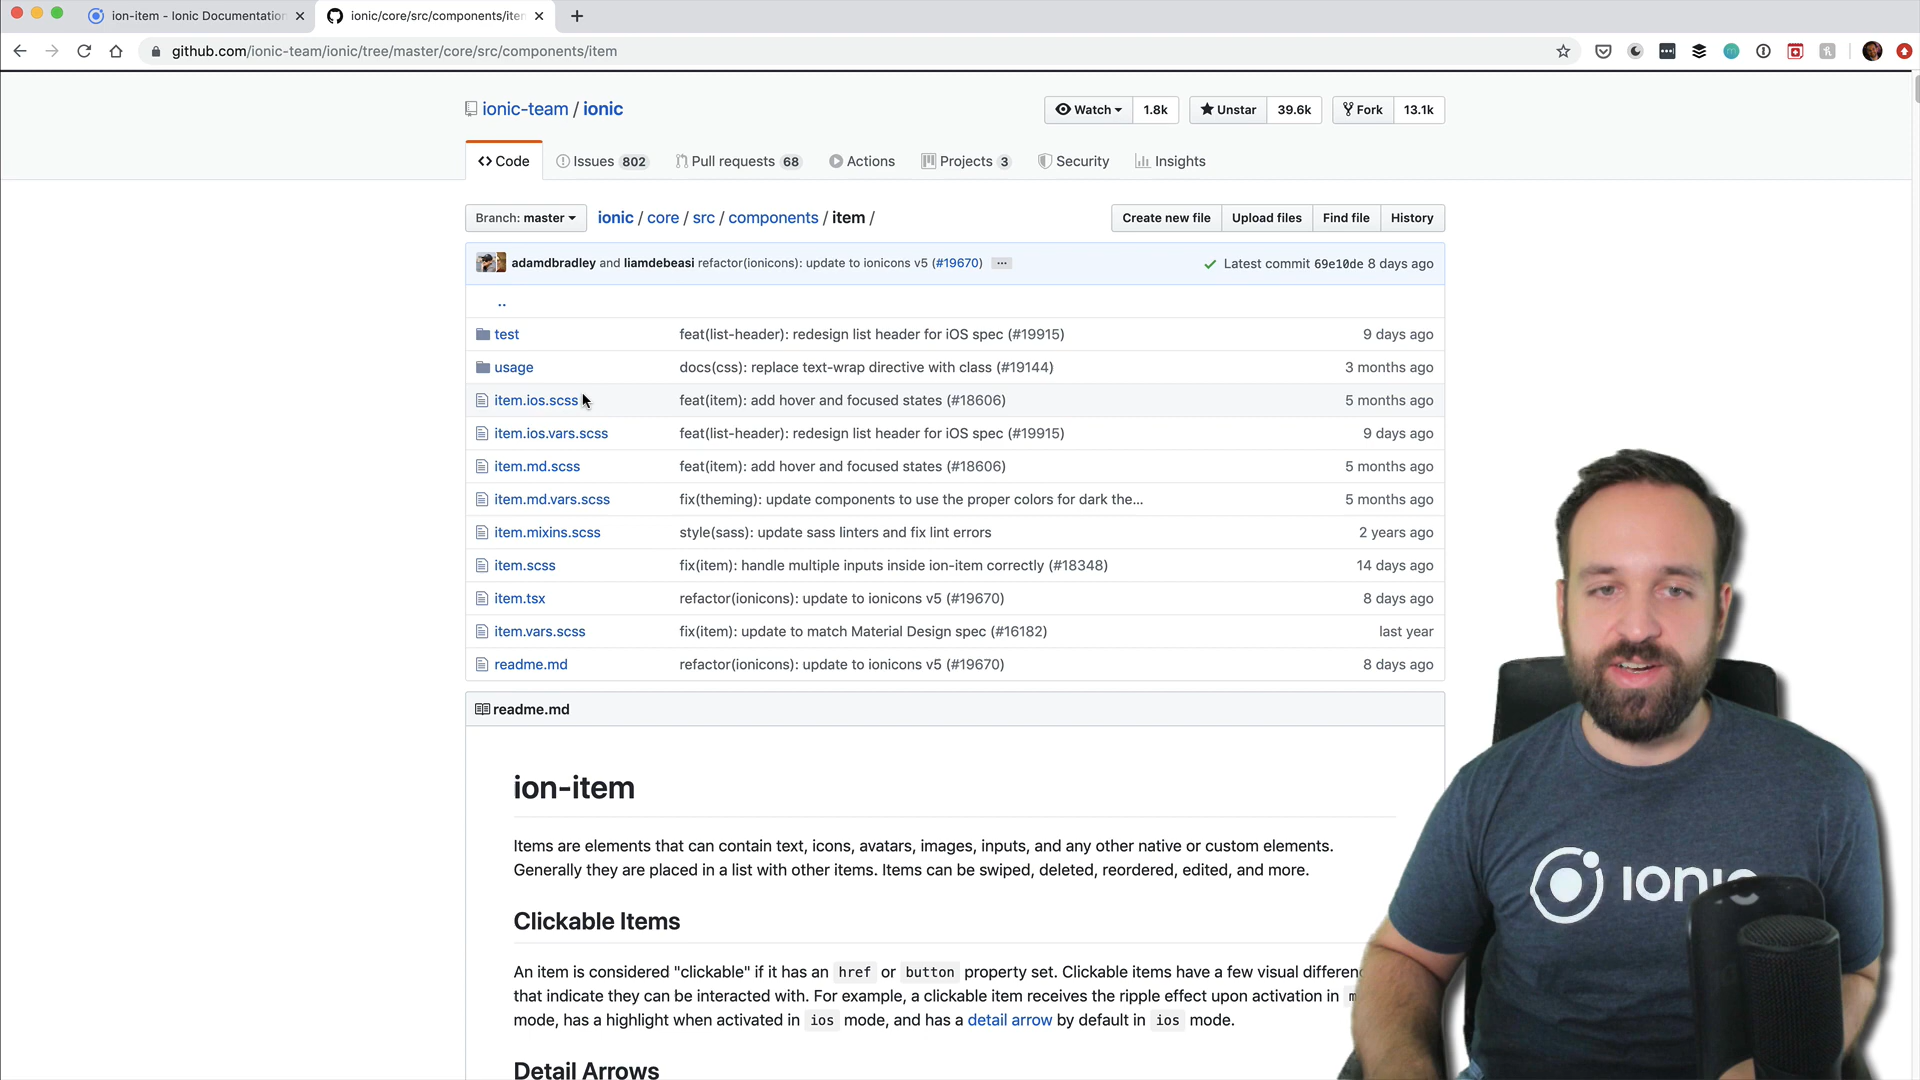 ion-item - Ionic Documentation
ionic/core/src/components/iter
github.com/ionic-team/ionic/tree/master/core/src/components/item
ionic-team / ionic
Watch 1.8k
Unstar 39.6k
Fork 13.1k
Code
Issues 802
Pull requests 68
Actions
Projects 3
Security
Insights
Branch: master
ionic / core / src / components / item /
Create new file
Upload files
Find file
History
adamdbradley and liamdebeasi refactor(ionicons): update to ionicons v5 (#19670) ...
Latest commit 69e10de 8 days ago
..
test feat(list-header): redesign list header for iOS spec (#19915) 9 days ago
usage docs(css): replace text-wrap directive with class (#19144) 3 months ago
item.ios.scss feat(item): add hover and focused states (#18606) 5 months ago
item.ios.vars.scss feat(list-header): redesign list header for iOS spec (#19915) 9 days ago
item.md.scss feat(item): add hover and focused states (#18606) 5 months ago
item.md.vars.scss fix(theming): update components to use the proper colors for dark the... 5 months ago
item.mixins.scss style(sass): update sass linters and fix lint errors 2 years ago
item.scss fix(item): handle multiple inputs inside ion-item correctly (#18348) 14 days ago
item.tsx refactor(ionicons): update to ionicons v5 (#19670) 8 days ago
item.vars.scss fix(item): update to match Material Design spec (#16182) last year
readme.md refactor(ionicons): update to ionicons v5 (#19670) 8 days ago
readme.md
ion-item
Items are elements that can contain text, icons, avatars, images, inputs, and any other native or custom elements.
Generally they are placed in a list with other items. Items can be swiped, deleted, reordered, edited, and more.
Clickable Items
An item is considered "clickable" if it has an href or button property set. Clickable items have a few visual differenc
that indicate they can be interacted with. For example, a clickable item receives the ripple effect upon activation in m
mode, has a highlight when activated in ios mode, and has a detail arrow by default in ios mode.
Detail Arrows
ionic